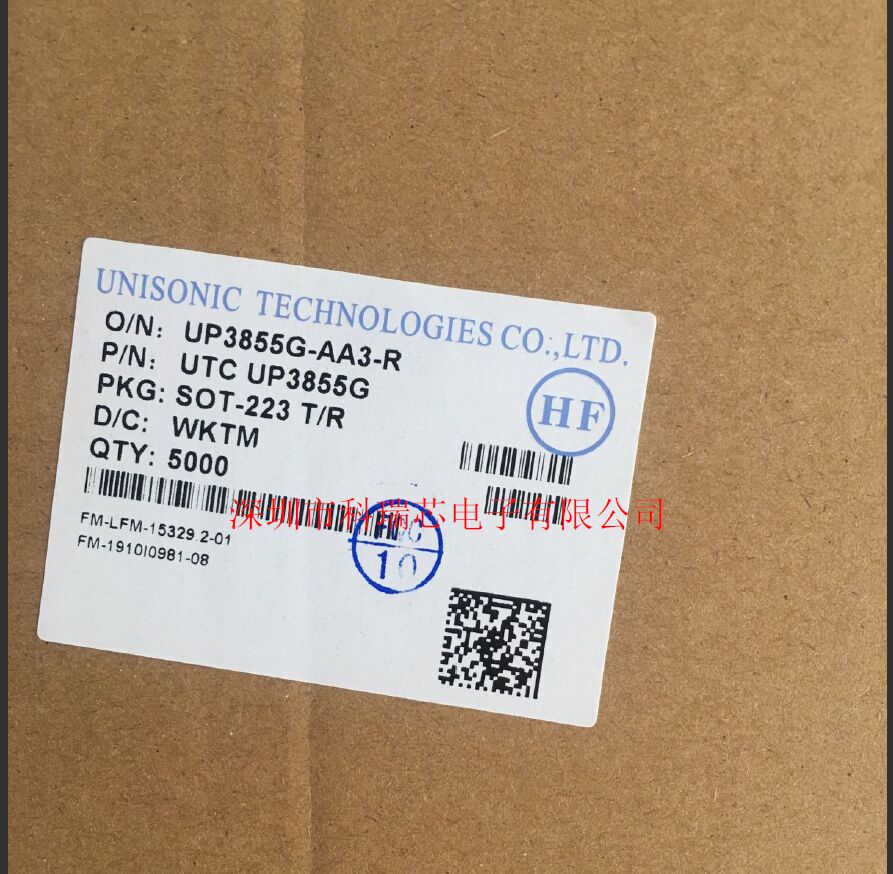 UNISONIC TECHNOLOGIES CO.,LTD.
O/N: UP3855G-AA3-R
P/N: UTC UP3855G
PKG: SOT-223 T/R
D/C: WKTM
QTY: 5000
HF
深圳市科瑞芯电子有限公司
FM-LFM-15329.2-01
FM-1910I0981-08
10